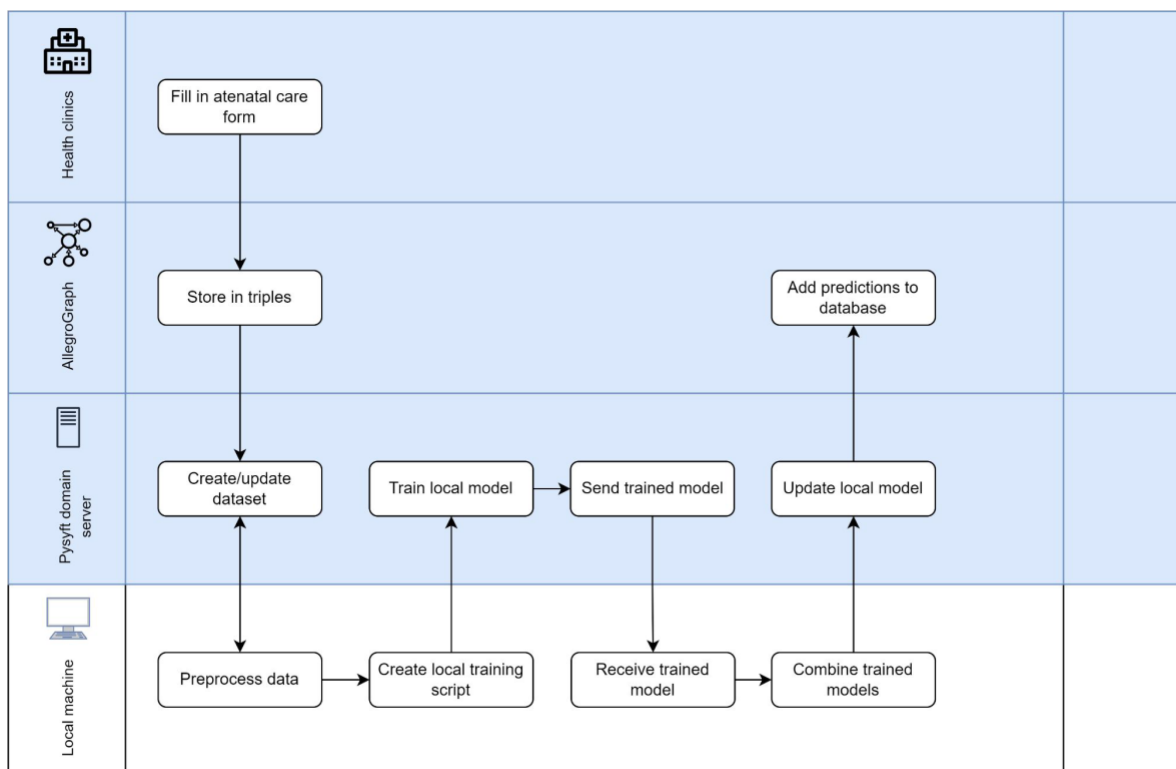 Health clinics
Fill in atenatal care
form
AllegroGraph
Store in triples
Add predictions to
database
Pysyft domain
server
Create/update
dataset
Train local model
Send trained model
Update local model
Local machine
Preprocess data
Create local training
script
Receive trained
model
Combine trained
models